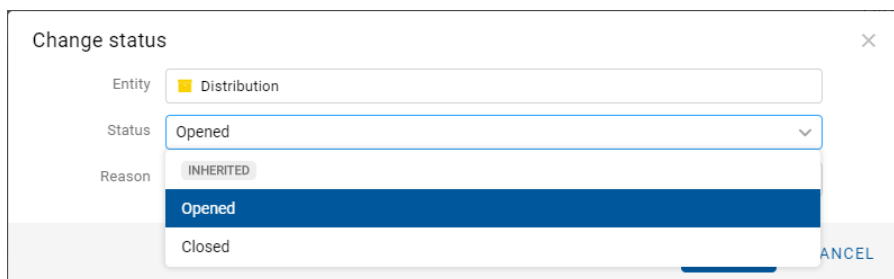 Change status
Entity
Distribution
Status
Opened
Reason
INHERITED
Opened
Closed
ANCEL